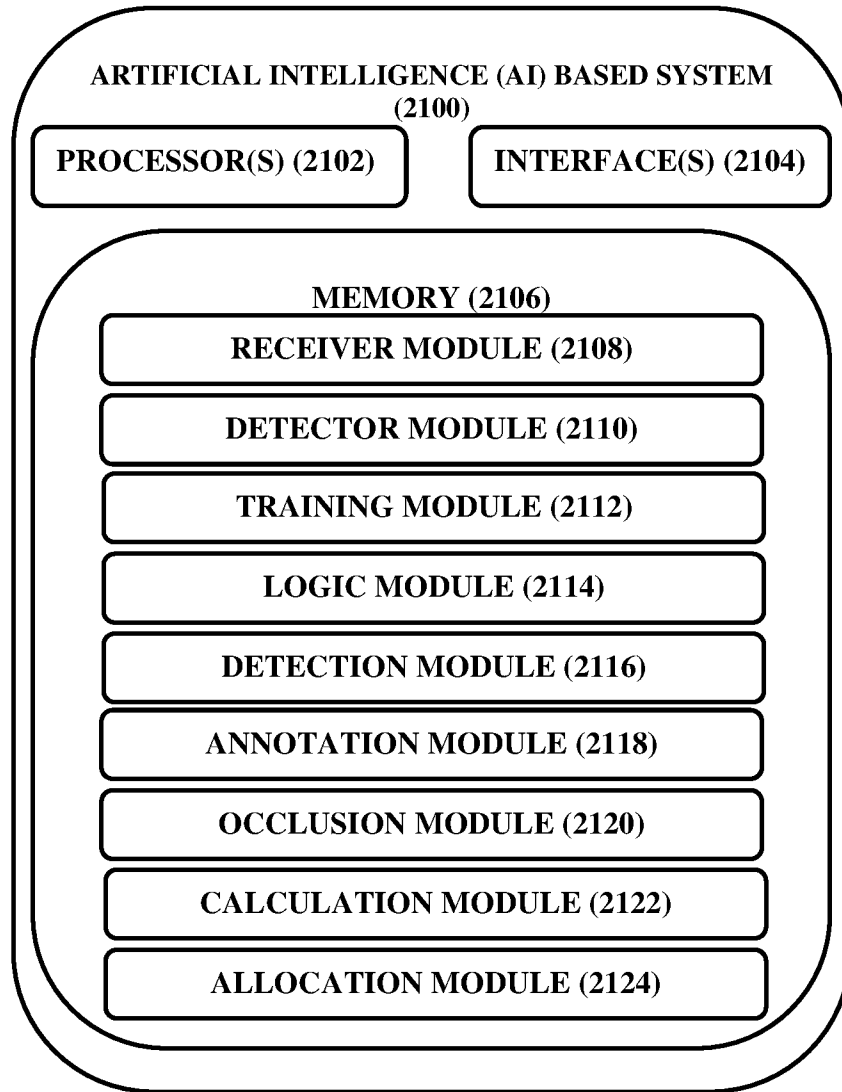 ARTIFICIAL INTELLIGENCE (AI) BASED SYSTEM
(2100)
PROCESSOR(S) (2102)
INTERFACE(S) (2104)
MEMORY (2106)
RECEIVER MODULE (2108)
DETECTOR MODULE (2110)
TRAINING MODULE (2112)
LOGIC MODULE (2114)
DETECTION MODULE (2116)
ANNOTATION MODULE (2118)
OCCLUSION MODULE (2120)
CALCULATION MODULE (2122)
ALLOCATION MODULE (2124)